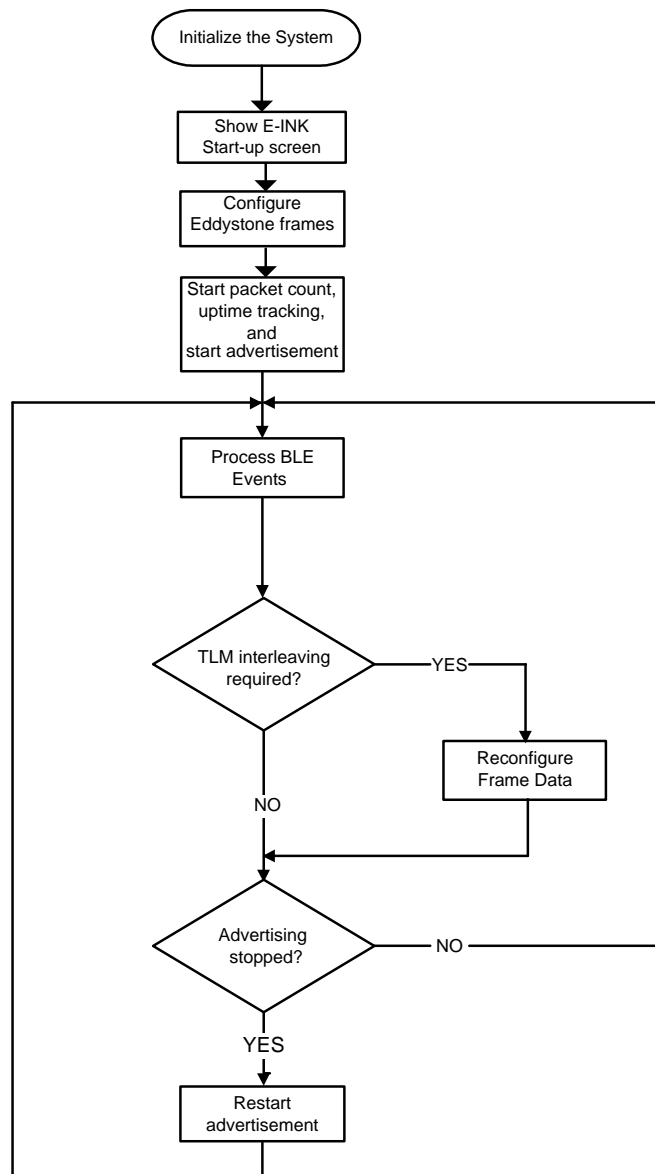 Initialize the System
Show E-INK
Start-up screen
Configure
Eddystone frames
Start packet count,
uptime tracking,
and
start advertisement
Process BLE
Events
TLM interleaving
required?
YES
Reconfigure
Frame Data
NO
Advertising
stopped?
NO
YES
Restart
advertisement